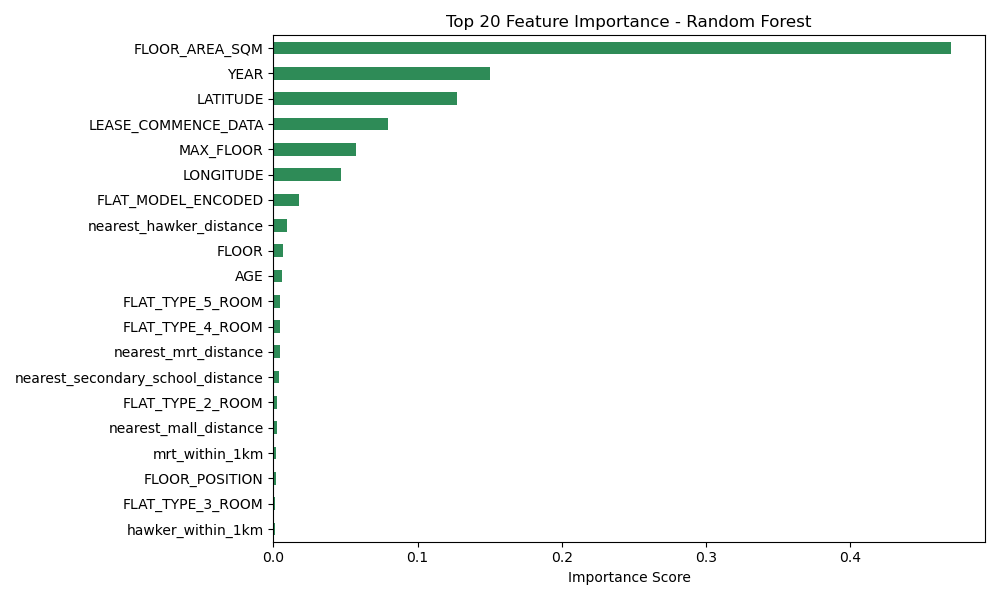 Top 20 Feature Importance - Random Forest
FLOOR_AREA_SQM
YEAR
LATITUDE
LEASE_COMMENCE_DATA
MAX_FLOOR
LONGITUDE
FLAT_MODEL_ENCODED
nearest_hawker_distance
FLOOR
AGE
FLAT_TYPE_5_ROOM
FLAT_TYPE_4_ROOM
nearest_mrt_distance
nearest_secondary_school_distance
FLAT_TYPE_2_ROOM
nearest_mall_distance
mrt_within_1km
FLOOR_POSITION
FLAT_TYPE_3_ROOM
hawker_within_1km
0.0 0.1 0.2 0.3 0.4
Importance Score